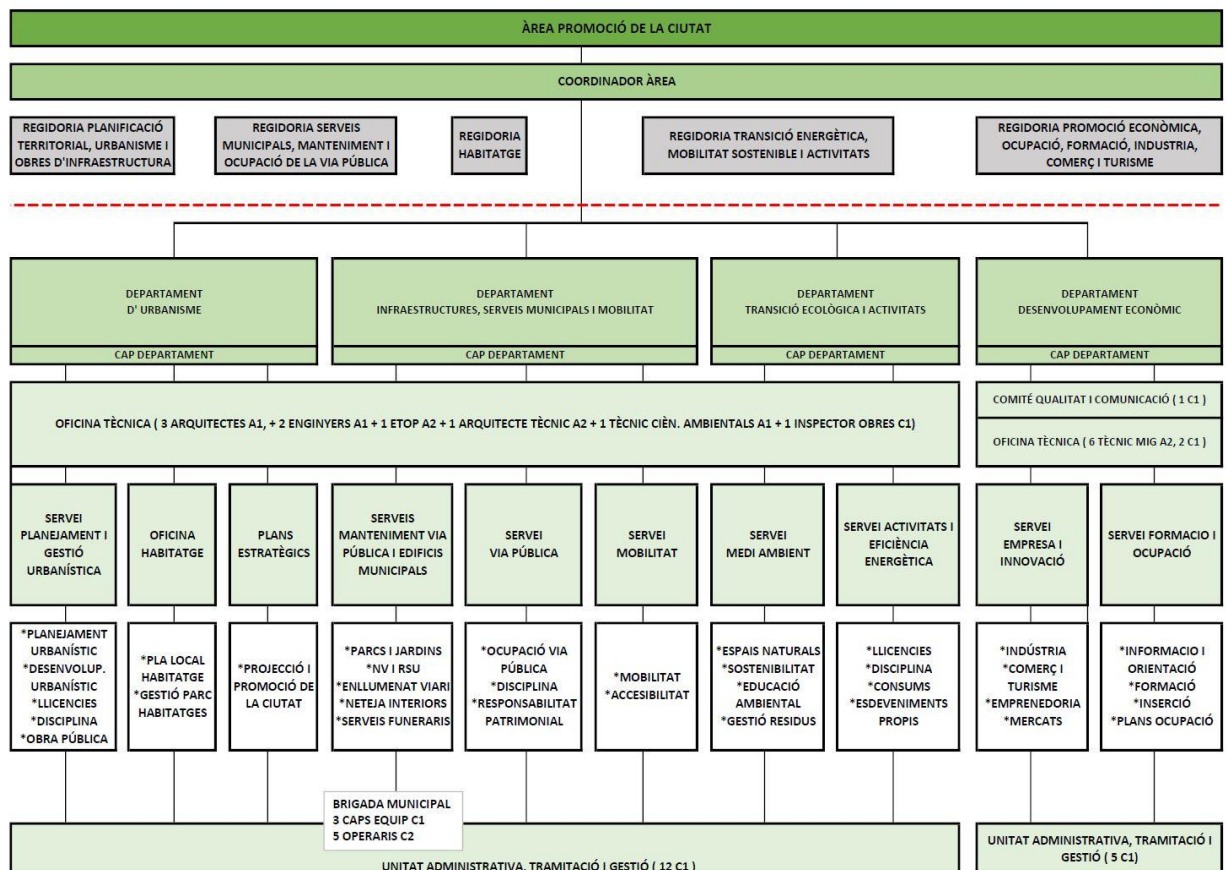 ÀREA PROMOCIÓ DE LA CIUTAT
COORDINADOR ÀREA
REGIDORIA PLANIFICACIÓ
TERRITORIAL, URBANISME I
OBRES D'INFRAESTRUCTURA
REGIDORIA SERVEIS
MUNICIPALS, MANTENIMENT I
OCUPACIÓ DE LA VIA PÚBLICA
REGIDORIA
HABITATGE
REGIDORIA TRANSICIÓ ENERGÈTICA,
MOBILITAT SOSTENIBLE I ACTIVITATS
REGIDORIA PROMOCIÓ ECONÒMICA,
OCUPACIÓ, FORMACIÓ, INDUSTRIA,
COMERÇ I TURISME
DEPARTAMENT
D' URBANISME
CAP DEPARTAMENT
DEPARTAMENT
INFRAESTRUCTURES, SERVEIS MUNICIPALS I MOBILITAT
CAP DEPARTAMENT
DEPARTAMENT
TRANSICIÓ ECOLÒGICA I ACTIVITATS
CAP DEPARTAMENT
DEPARTAMENT
DESENVOLUPAMENT ECONÒMIC
CAP DEPARTAMENT
OFICINA TÈCNICA ( 3 ARQUITECTES A1, + 2 ENGINYERS A1 + 1 ETOP A2 + 1 ARQUITECTE TÈCNIC A2 + 1 TÈCNIC CIÈN. AMBIENTALS A1 + 1 INSPECTOR OBRES C1)
COMITÉ QUALITAT I COMUNICACIÓ ( 1 C1 )
OFICINA TÈCNICA ( 6 TÈCNIC MIG A2, 2 C1 )
SERVEI
PLANEJAMENT I
GESTIÓ
URBANÍSTICA
OFICINA
HABITATGE
PLANS
ESTRATÈGICS
SERVEIS
MANTENIMENT VIA
PÚBLICA I EDIFICIS
MUNICIPALS
SERVEI
VIA PÚBLICA
SERVEI
MOBILITAT
SERVEI
MEDI AMBIENT
SERVEI ACTIVITATS I
EFICIÈNCIA
ENERGÈTICA
SERVEI
EMPRESA I
INNOVACIÓ
SERVEI FORMACIO I
OCUPACIÓ
*PLANEJAMENT
URBANÍSTIC
*DESENVOLUP.
URBANÍSTIC
*LLICENCIES
*DISCIPLINA
*OBRA PÚBLICA
*PLA LOCAL
HABITATGE
*GESTIÓ PARC
HABITATGES
*PROJECCIÓ I
PROMOCIÓ DE
LA CIUTAT
*PARCS I JARDINS
*NV I RSU
*ENLLUMENAT VIARI
*NETEJA INTERIORS
*SERVEIS FUNERARIS
*OCUPACIÓ VIA
PÚBLICA
*DISCIPLINA
*RESPONSABILITAT
PATRIMONIAL
*MOBILITAT
*ACCESIBILITAT
*ESPAIS NATURALS
*SOSTENIBILITAT
*EDUCACIÓ
AMBIENTAL
*GESTIÓ RESIDUS
*LLICENCIES
*DISCIPLINA
*CONSUMS
*ESDEVENIMENTS
PROPIS
*INDÚSTRIA
*COMERÇ I
TURISME
*EMPRENEDORIA
*MERCATS
*INFORMACIO I
ORIENTACIÓ
*FORMACIÓ
*INSERCIÓ
*PLANS OCUPACIÓ
BRIGADA MUNICIPAL
3 CAPS EQUIP C1
5 OPERARIS C2
UNITAT ADMINISTRATIVA, TRAMITACIÓ I GESTIÓ ( 12 C1 )
UNITAT ADMINISTRATIVA, TRAMITACIÓ I
GESTIÓ ( 5 C1)